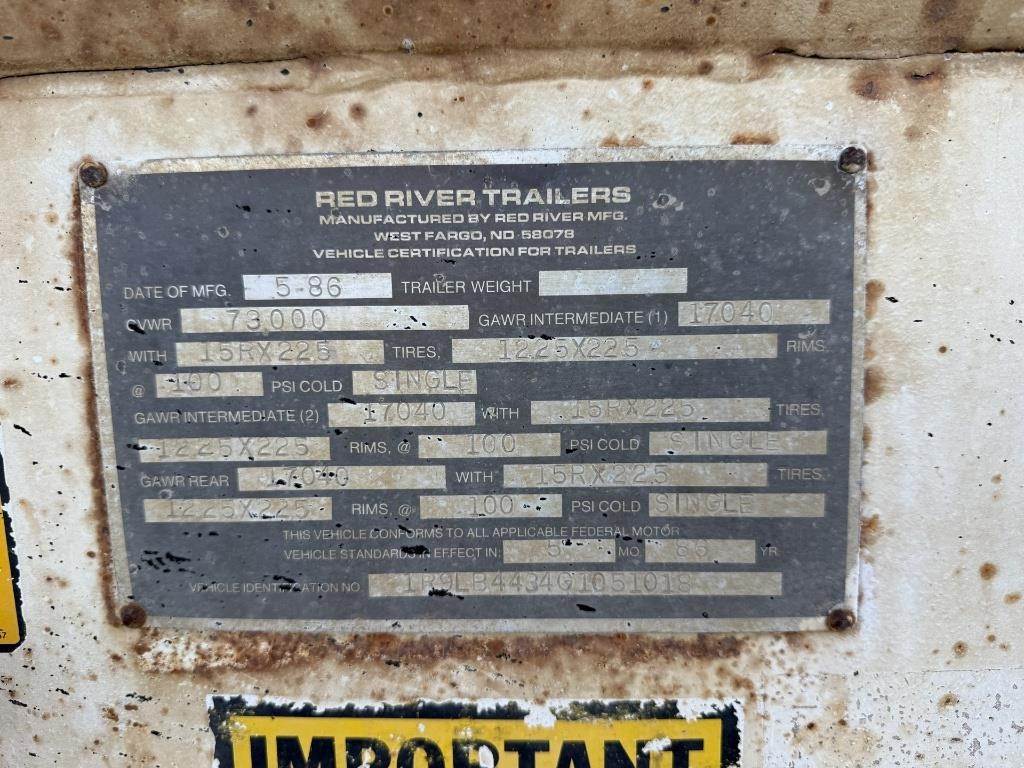 RED RIVER TRAILERS
MANUFACTURED BY RED RIVER MFG.
WEST FARGO, ND 58078
VEHICLE CERTIFICATION FOR TRAILERS
DATE OF MFG. 5-86 TRAILER WEIGHT
GVWR 73000 GAWR INTERMEDIATE (1) 17040
WITH 15RX225 TIRES, 1225X225 RIMS,
@ 100 PSI COLD SINGLE
GAWR INTERMEDIATE (2) 17040 WITH 15RX225 TIRES,
1225X225 RIMS, @ 100 PSI COLD SINGLE
GAWR REAR 17040 WITH 15RX225 TIRES,
1225X225 RIMS, @ 100 PSI COLD SINGLE
THIS VEHICLE CONFORMS TO ALL APPLICABLE FEDERAL MOTOR
VEHICLE STANDARDS IN EFFECT IN: 5 MO. 86 YR
VEHICLE IDENTIFICATION NO. 1R9LB4434G1051018
IMPORTANT